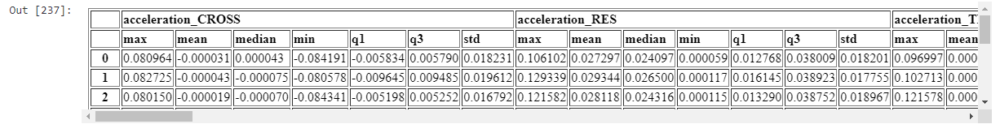 Out [237]:
acceleration_CROSS acceleration_RES acceleration_T
max mean median min q1 q3 std max mean median min q1 q3 std max mean
0 0.080964 -0.000031 0.000043 -0.084191 -0.005834 0.005790 0.018231 0.106102 0.027297 0.024097 0.000059 0.012768 0.038009 0.018201 0.096997 0.000
1 0.082725 -0.000043 -0.000075 -0.080578 -0.009645 0.009485 0.019612 0.129339 0.029344 0.026500 0.000117 0.016145 0.038923 0.017755 0.102713 0.000
2 0.080150 -0.000019 -0.000070 -0.084341 -0.005198 0.005252 0.016792 0.121582 0.028118 0.024316 0.000115 0.013290 0.038752 0.018967 0.121578 0.000